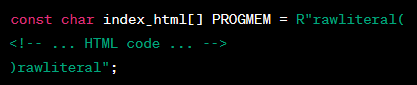 const char index_html[] PROGMEM = R"rawliteral(
<!-- ... HTML code ... -->
)rawliteral";